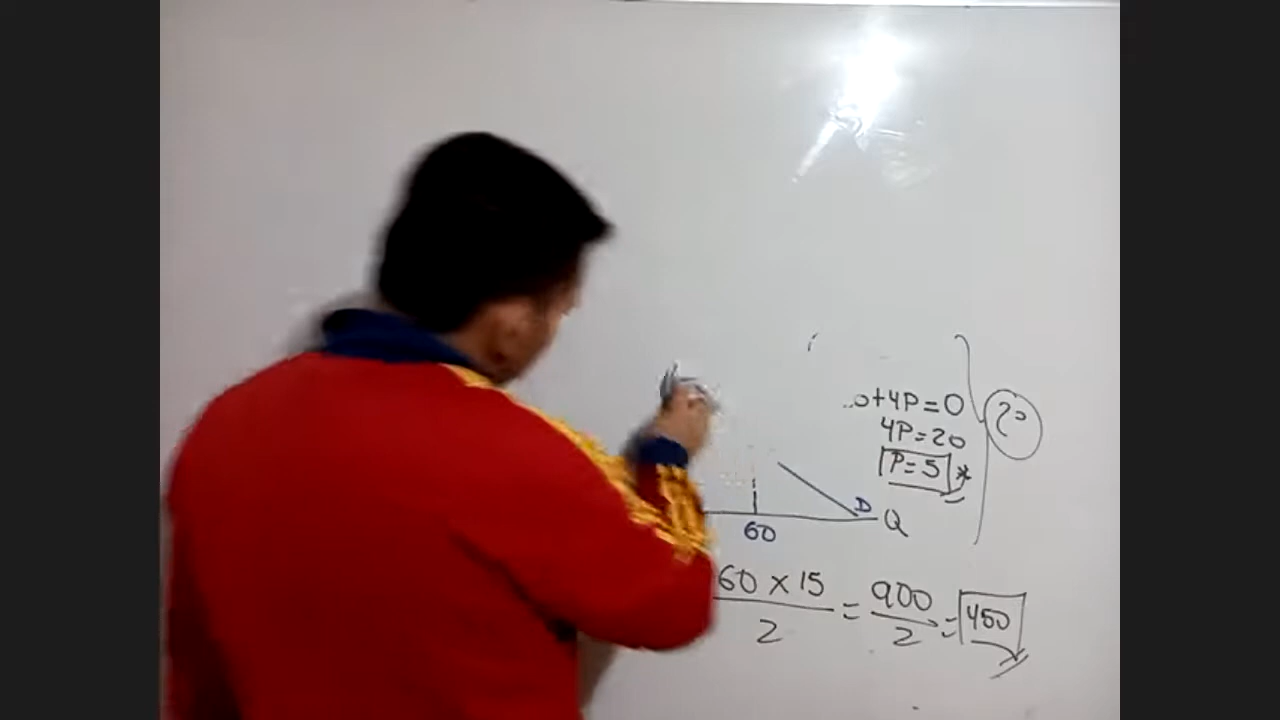 +4P=0
4P=20
P=5 *
D
Q
60
60 x 15 / 2 = 900 / 2 = 450